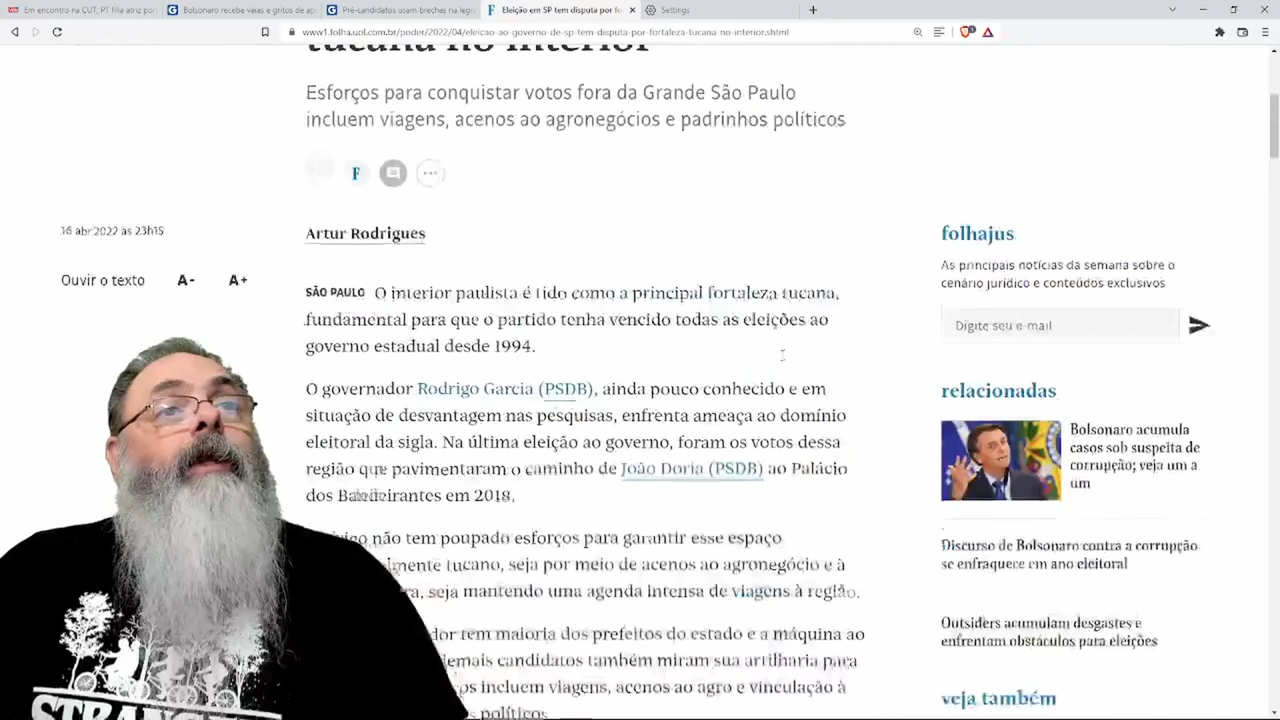 Em encontro na CUT, PT filia atriz por
Bolsonaro recebe vaias e gritos de ap
Pré-candidatos usam brechas na legis
Eleição em SP tem disputa por fo
Settings
www1.folha.uol.com.br/poder/2022/04/eleicao-ao-governo-de-sp-tem-disputa-por-fortaleza-tucana-no-interior.shtml
tucana no interior
Esforços para conquistar votos fora da Grande São Paulo
incluem viagens, acenos ao agronegócios e padrinhos políticos
F
16 abr.2022 às 23h15
Ouvir o texto A- A+
Artur Rodrigues
SÃO PAULO O interior paulista é tido como a principal fortaleza tucana,
fundamental para que o partido tenha vencido todas as eleições ao
governo estadual desde 1994.
O governador Rodrigo Garcia (PSDB), ainda pouco conhecido e em
situação de desvantagem nas pesquisas, enfrenta ameaça ao domínio
eleitoral da sigla. Na última eleição ao governo, foram os votos dessa
região que pavimentaram o caminho de João Doria (PSDB) ao Palácio
dos Bandeirantes em 2018.
não tem poupado esforços para garantir esse espaço
lmente tucano, seja por meio de acenos ao agronegócio e à
ra, seja mantendo uma agenda intensa de viagens à região.
dor tem maioria dos prefeitos do estado e a máquina ao
demais candidatos também miram sua artilharia para
os incluem viagens, acenos ao agro e vinculação à
políticos
folhajus
As principais notícias da semana sobre o
cenário jurídico e conteúdos exclusivos
Digite seu e-mail
relacionadas
Bolsonaro acumula
casos sob suspeita de
corrupção; veja um a
um
Discurso de Bolsonaro contra a corrupção
se enfraquece em ano eleitoral
Outsiders acumulam desgastes e
enfrentam obstáculos para eleições
veja também
STRANG